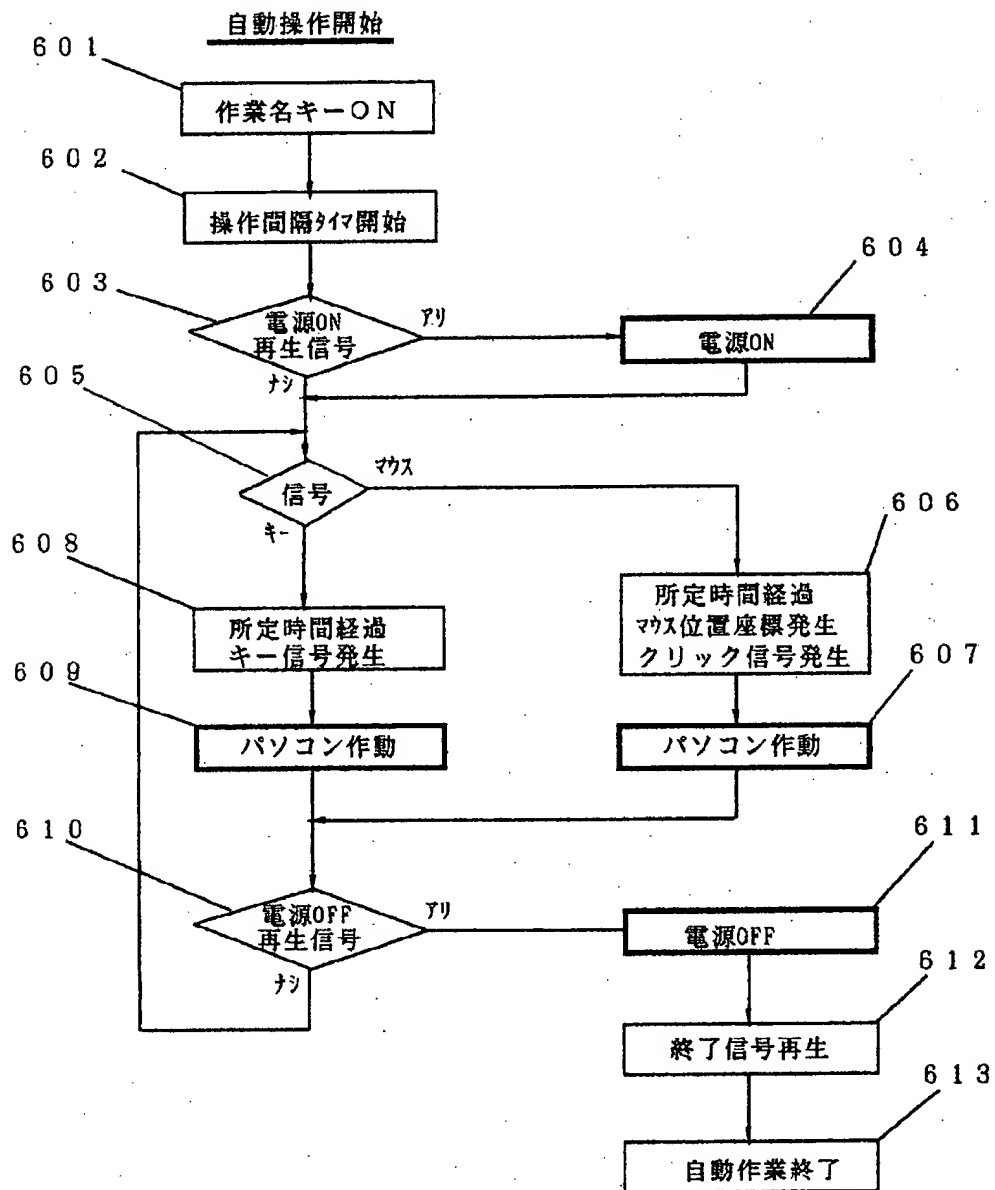 自動操作開始
601
作業名キーON
602
操作間隔ﾀｲﾏ開始
603
604
電源ON
再生信号
ｱﾘ
電源ON
ﾅｼ
605
信号
ﾏｳｽ
ｷｰ
606
608
所定時間経過
ﾏｳｽ位置座標発生
クリック信号発生
所定時間経過
キー信号発生
607
609
パソコン作動
パソコン作動
610
611
電源OFF
再生信号
ｱﾘ
電源OFF
ﾅｼ
612
終了信号再生
613
自動作業終了